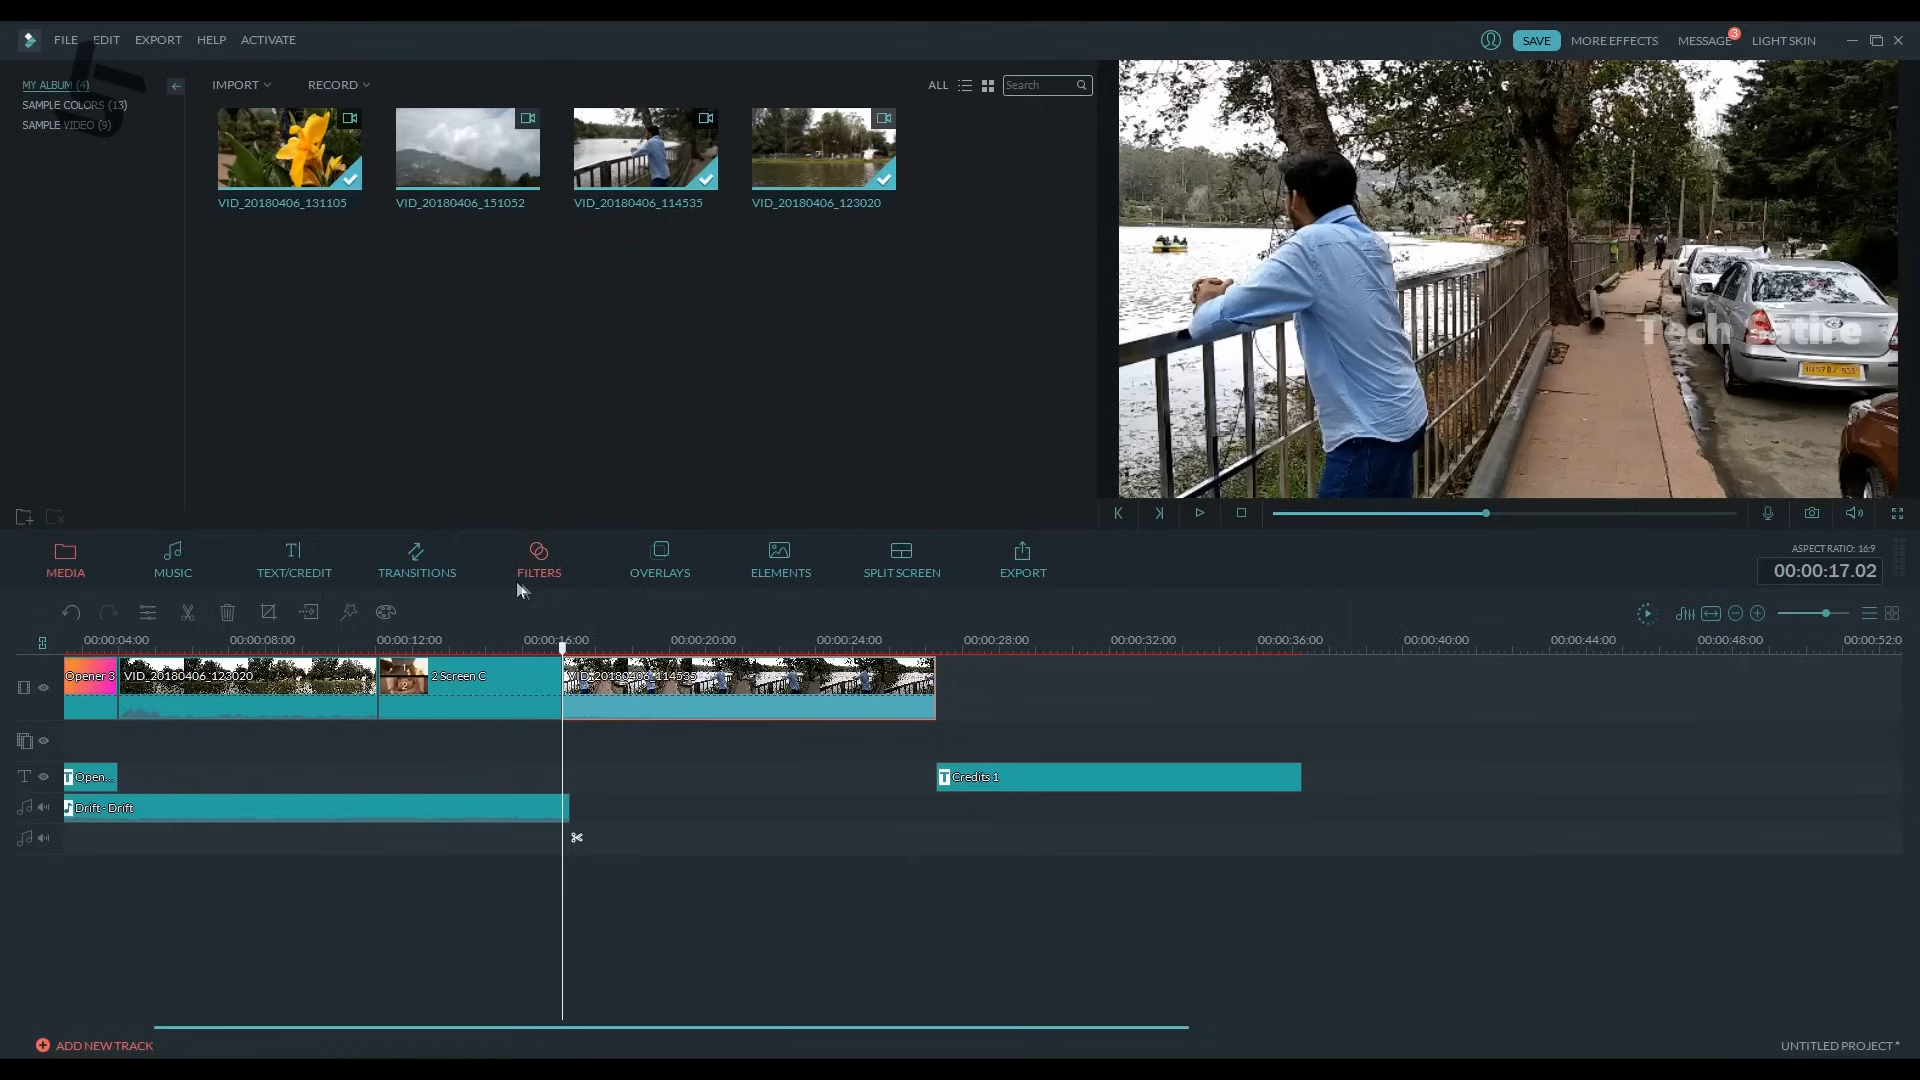 FILE EDIT EXPORT HELP ACTIVATE
SAVE MORE EFFECTS MESSAGE 3 LIGHT SKIN
MY ALBUM (4)
SAMPLE COLORS (13)
SAMPLE VIDEO (9)
IMPORT RECORD
ALL Search
VID_20180406_131105 VID_20180406_151052 VID_20180406_114535 VID_20180406_123020
Tech Satire
MEDIA MUSIC TEXT/CREDIT TRANSITIONS FILTERS OVERLAYS ELEMENTS SPLIT SCREEN EXPORT
ASPECT RATIO: 16:9
00:00:17.02
00:00:04:00 00:00:08:00 00:00:12:00 00:00:16:00 00:00:20:00 00:00:24:00 00:00:28:00 00:00:32:00 00:00:36:00 00:00:40:00 00:00:44:00 00:00:48:00 00:00:52:0
Opener 3 VID_20180406_123020 2 2 Screen C VID_20180406_114535
T Open... T Credits 1
Drift - Drift
ADD NEW TRACK
UNTITLED PROJECT *